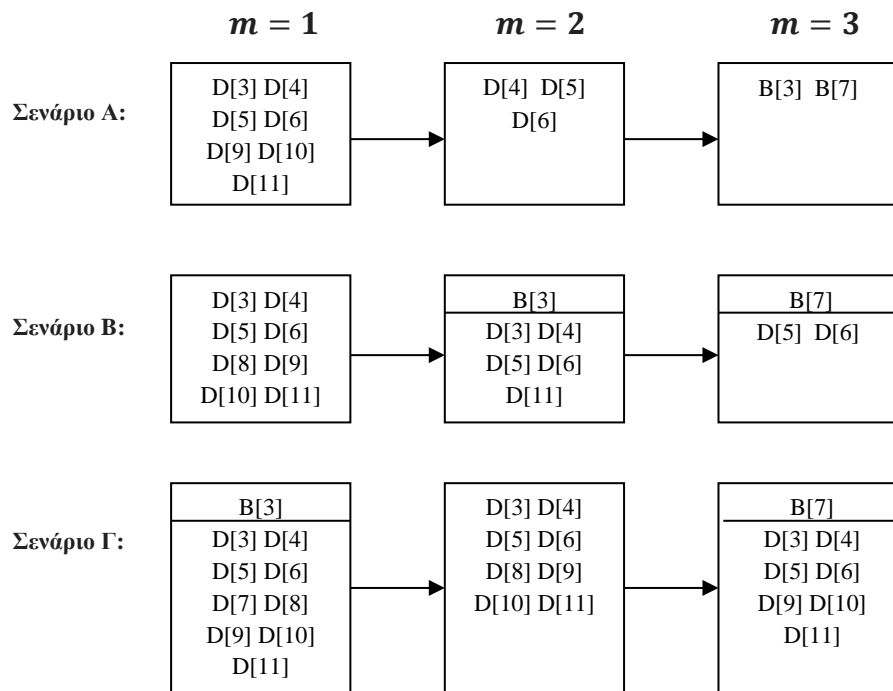 m = 1
m = 2
m = 3
Σενάριο Α:
D[3] D[4]
D[5] D[6]
D[9] D[10]
D[11]
D[4] D[5]
D[6]
B[3] B[7]
Σενάριο Β:
D[3] D[4]
D[5] D[6]
D[8] D[9]
D[10] D[11]
B[3]
D[3] D[4]
D[5] D[6]
D[11]
B[7]
D[5] D[6]
Σενάριο Γ:
B[3]
D[3] D[4]
D[5] D[6]
D[7] D[8]
D[9] D[10]
D[11]
D[3] D[4]
D[5] D[6]
D[8] D[9]
D[10] D[11]
B[7]
D[3] D[4]
D[5] D[6]
D[9] D[10]
D[11]